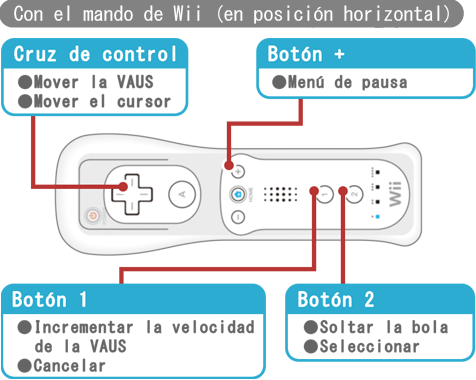 Con el mando de Wii (en posición horizontal)
Cruz de control
●Mover la VAUS
●Mover el cursor
Botón +
●Menú de pausa
A
HOME
1
2
Wii
Botón 1
●Incrementar la velocidad
de la VAUS
●Cancelar
Botón 2
●Soltar la bola
●Seleccionar